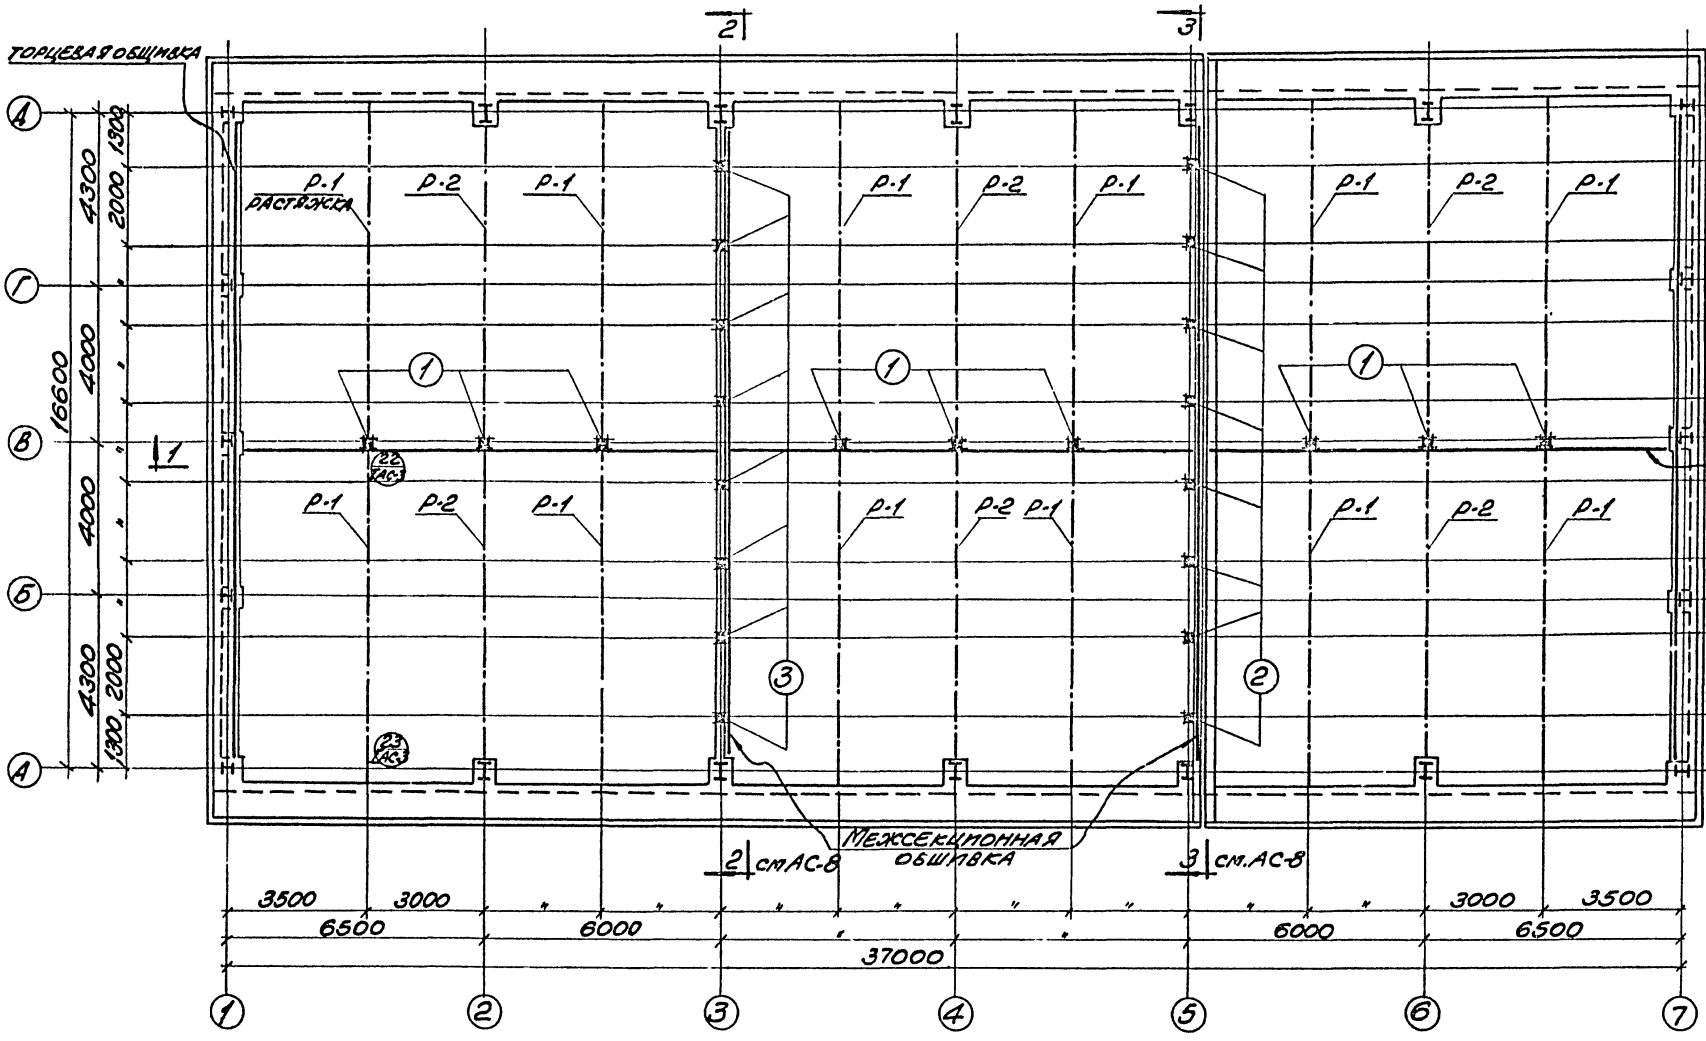 2 3
ТОРЦЕВАЯ ОБШИВКА
А
1300
4300
2000
Р-1 Р-2 Р-1 Р-1 Р-2 Р-1 Р-1 Р-2 Р-1
РАСТЯЖКА
Г "
4000
16600
"
1 1 1
В
1
"
22
АС-3
4000
"
Р-1 Р-2 Р-1 Р-1 Р-2 Р-1 Р-1 Р-2 Р-1
Б "
4300
2000
3 2
1300
23
АС-3
А
МЕЖСЕКЦИОННАЯ
ОБШИВКА
2 см АС-8
3 см. АС-8
3500 3000 " " " " " " " " 3000 3500
6500 6000 " " 6000 6500
37000
1 2 3 4 5 6 7